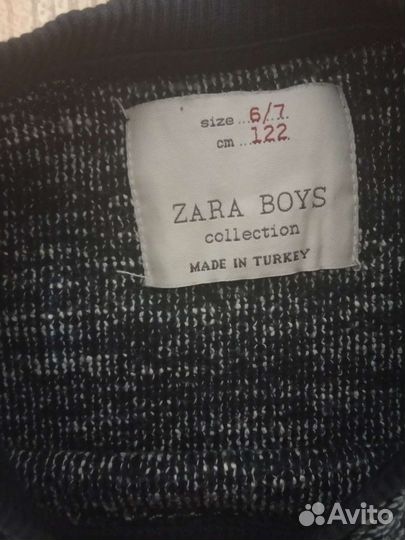 size ...6/7
cm ...122
ZARA BOYS
collection
MADE IN TURKEY
Avito